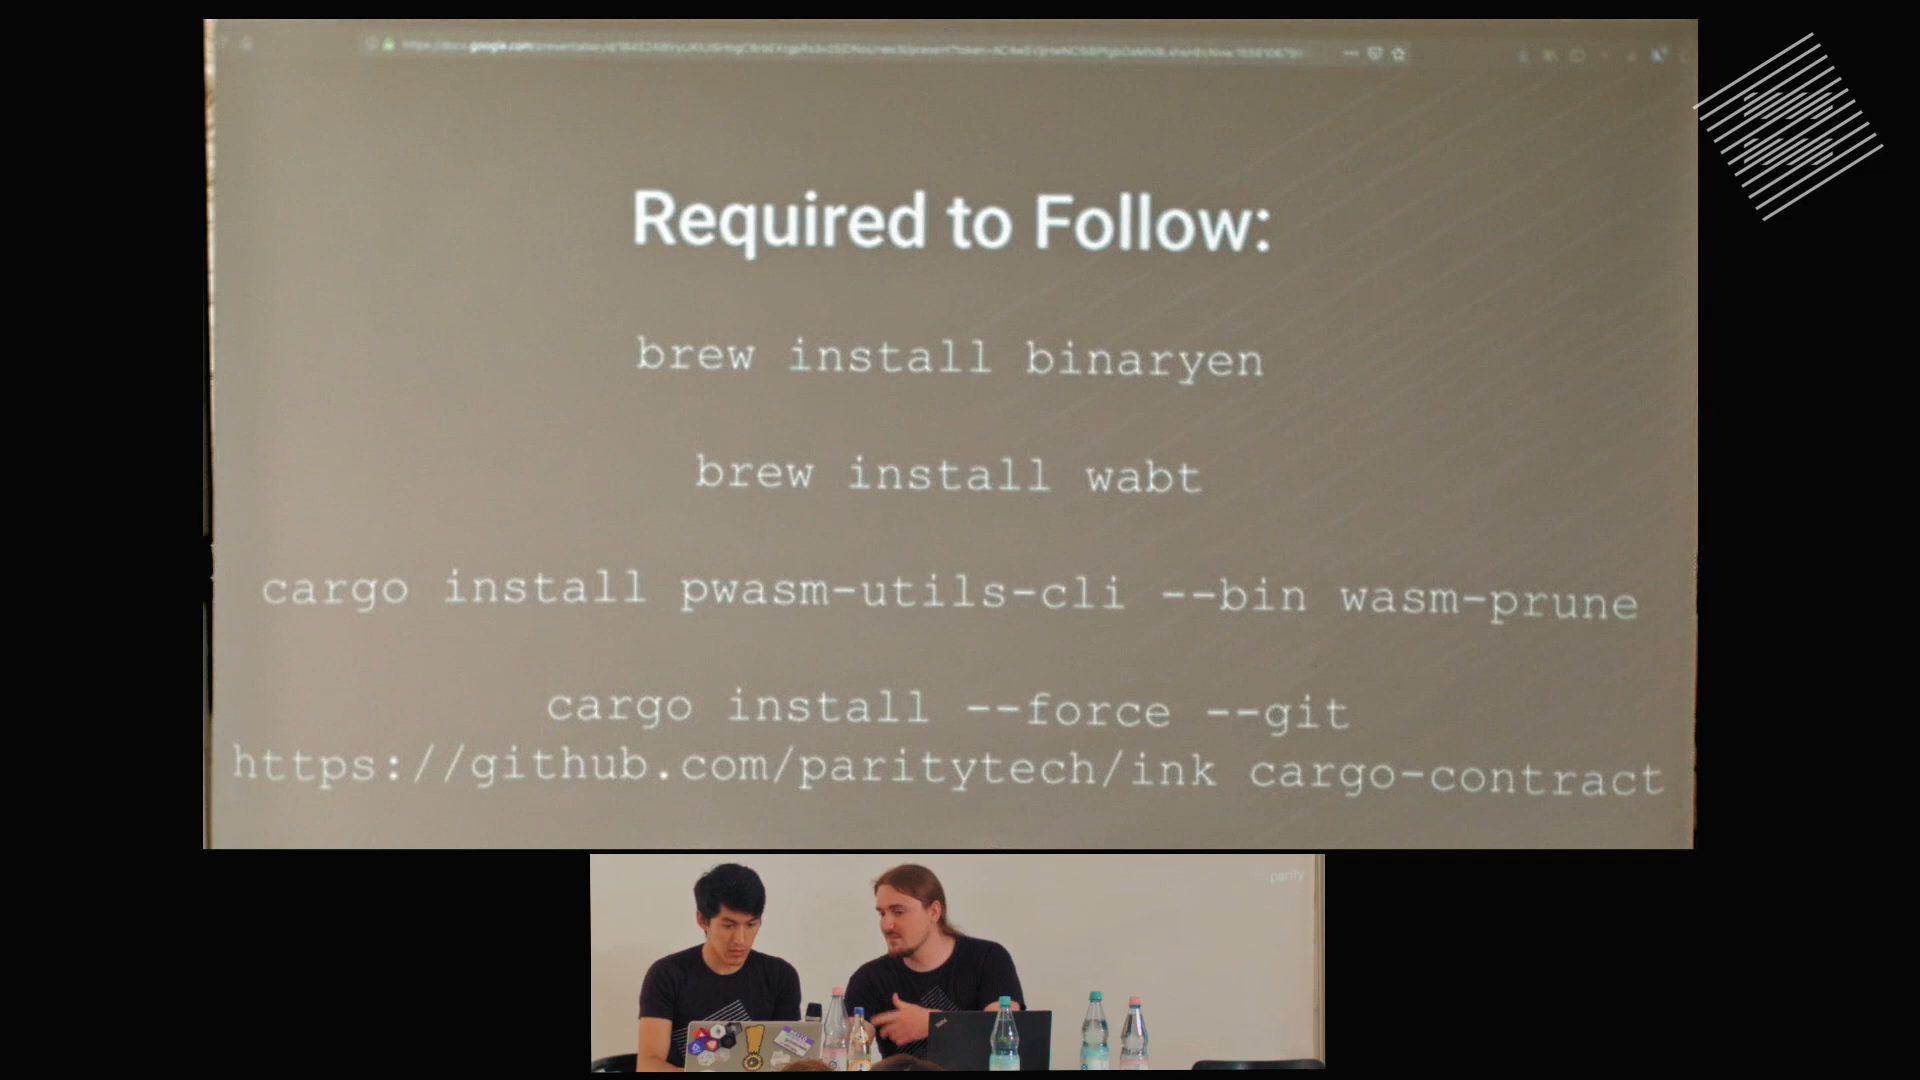 Required to Follow:
brew install binaryen
brew install wabt
cargo install pwasm-utils-cli --bin wasm-prune
cargo install --force --git
https://github.com/paritytech/ink cargo-contract
parity